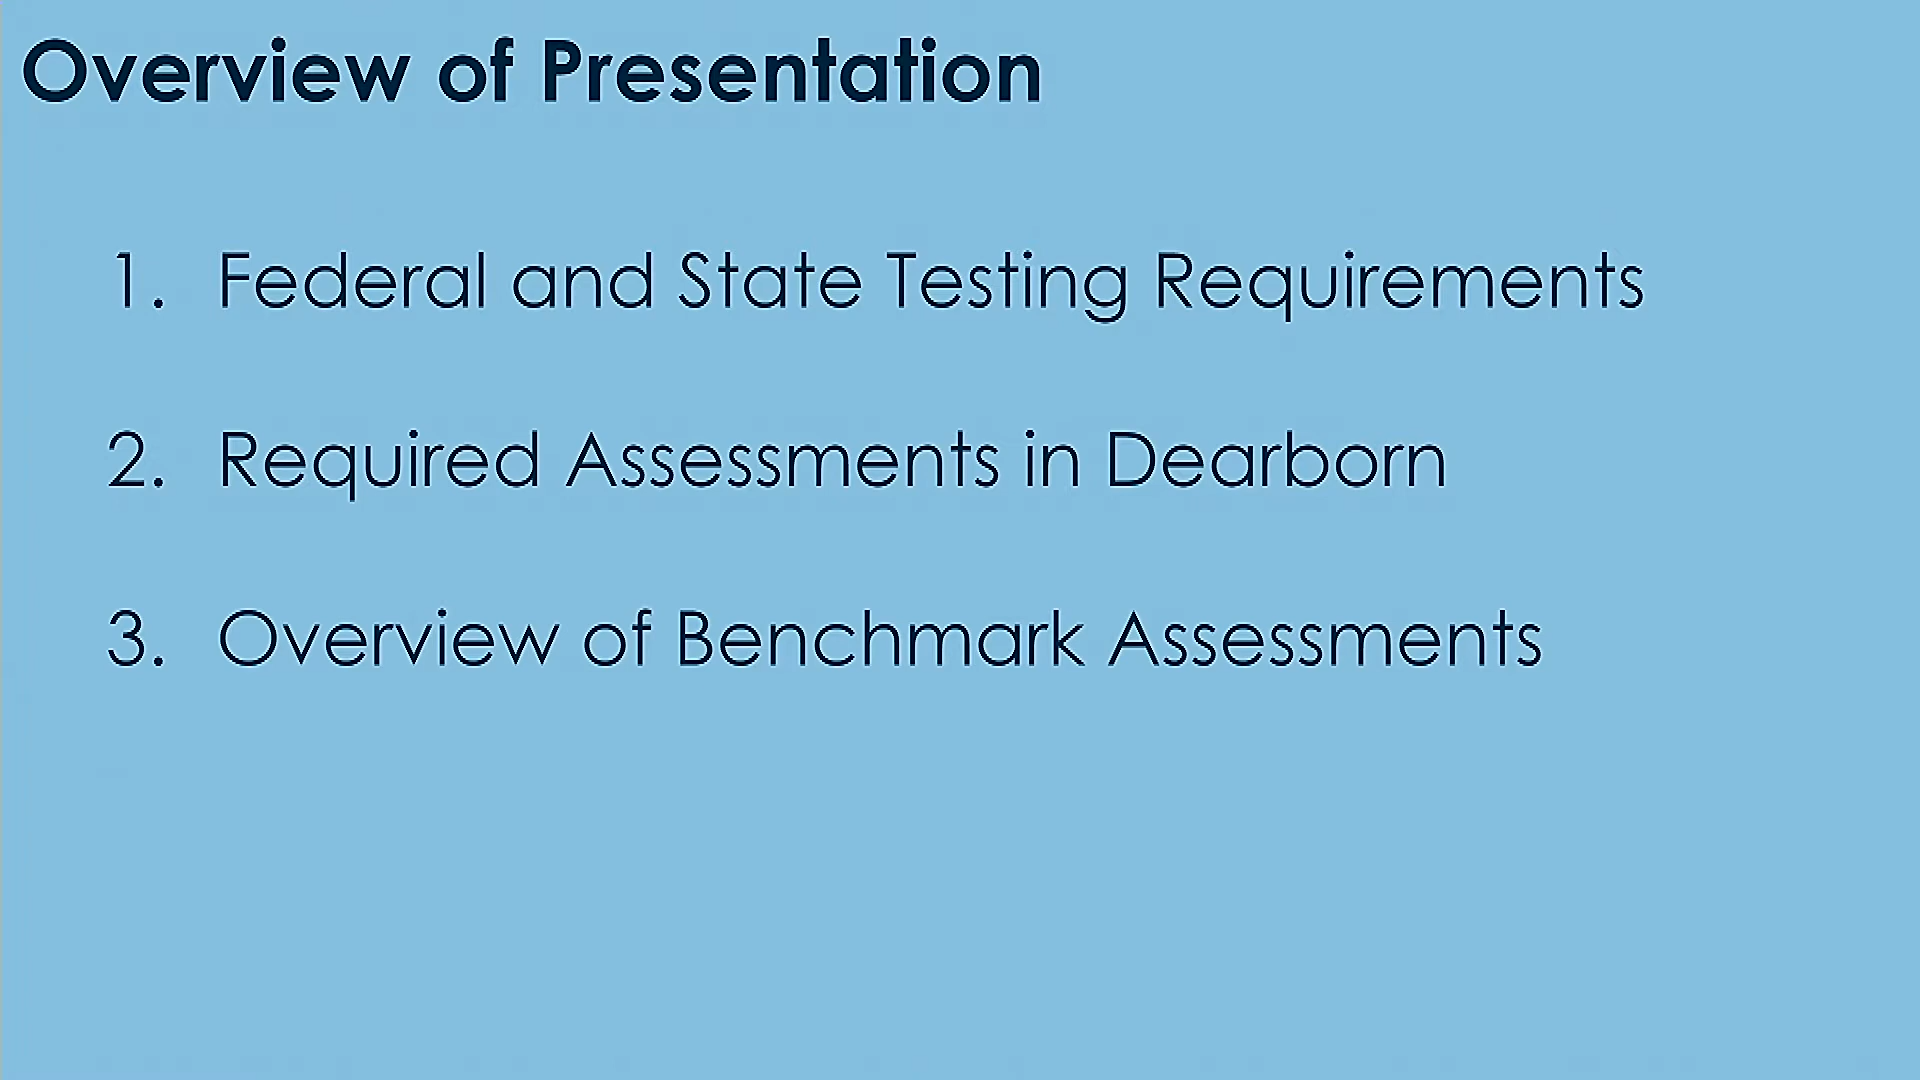 Overview of Presentation
1. Federal and State Testing Requirements
2. Required Assessments in Dearborn
3. Overview of Benchmark Assessments